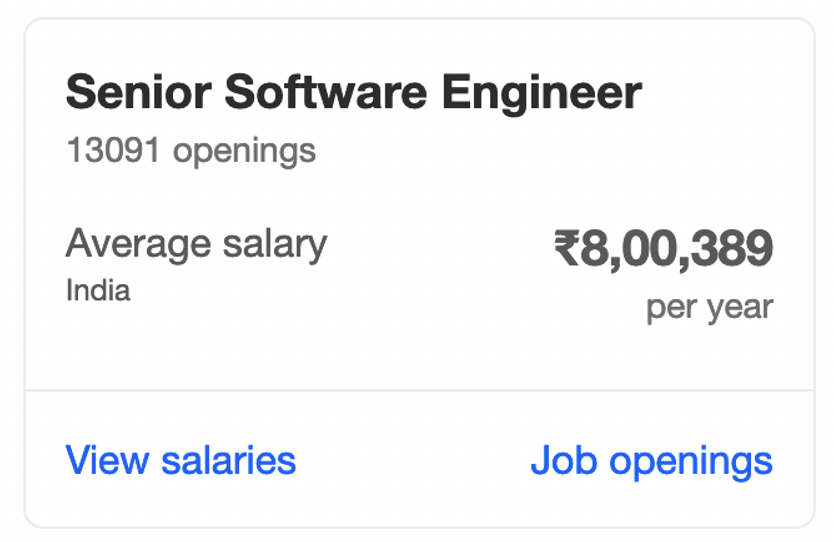 Senior Software Engineer
13091 openings
Average salary
₹8,00,389
India
per year
View salaries
Job openings